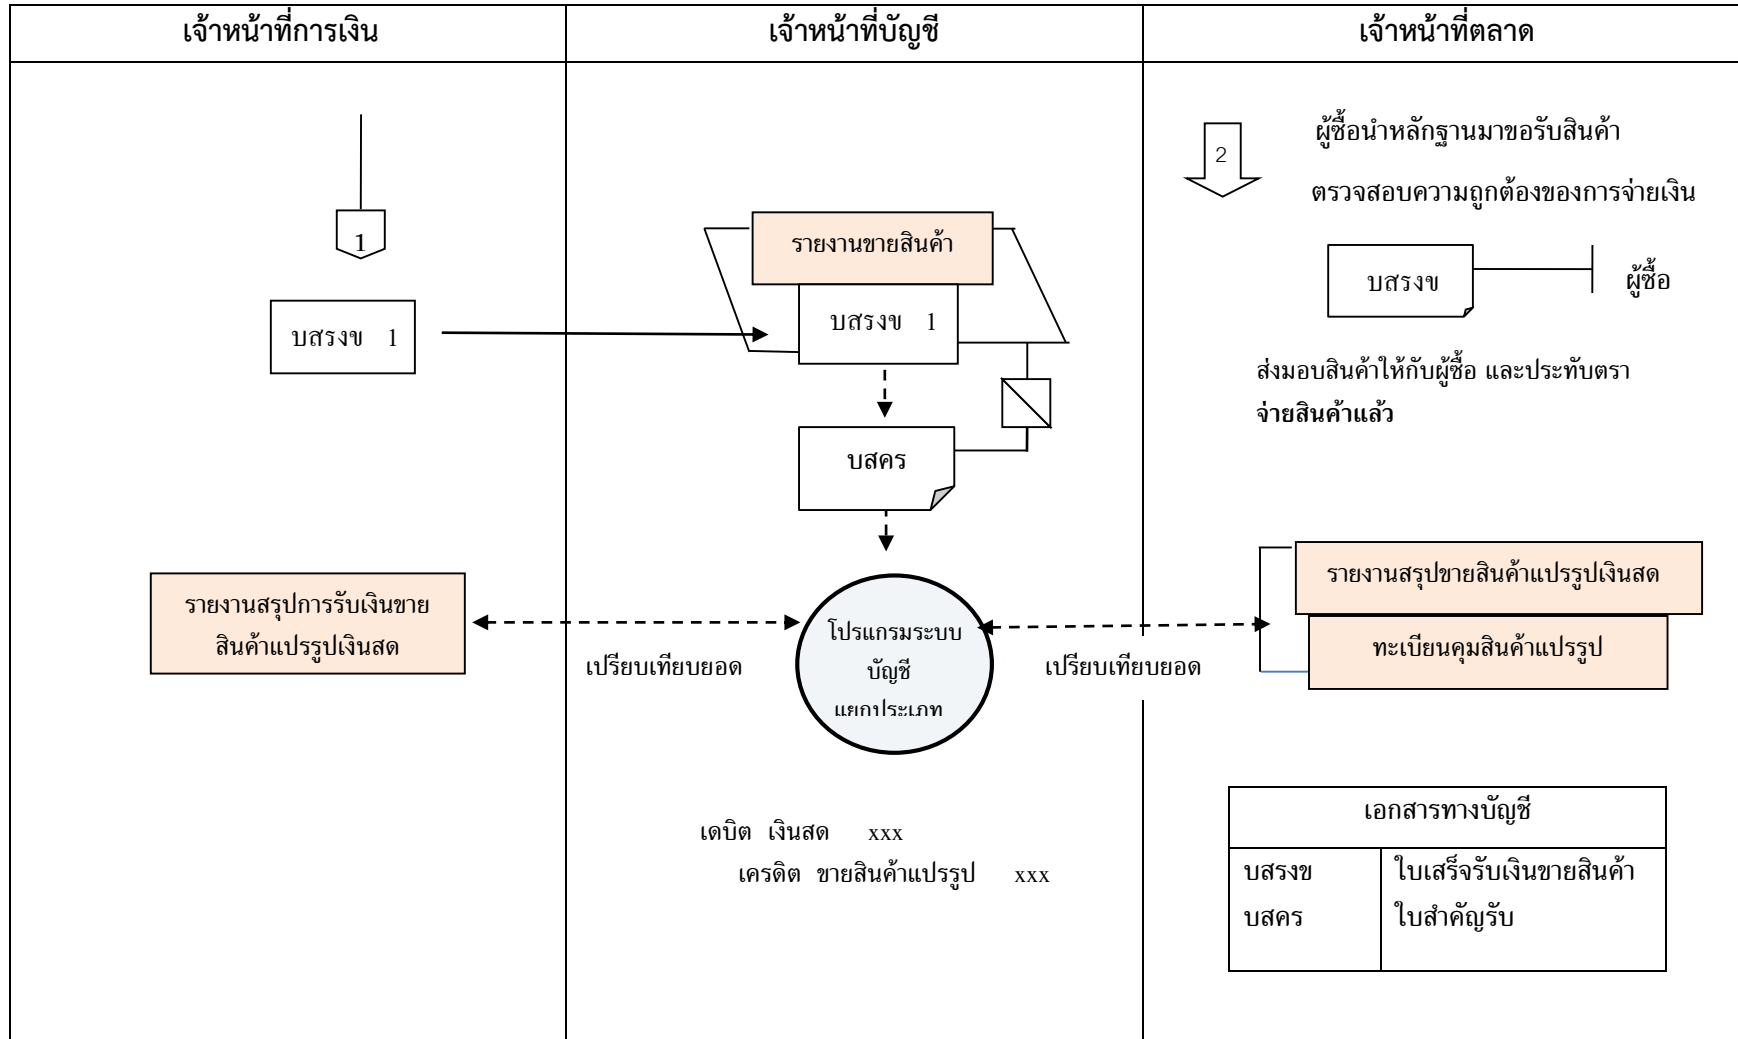 เจ้าหน้าที่การเงิน
เจ้าหน้าที่บัญชี
เจ้าหน้าที่ตลาด
1
บสรงข 1
รายงานสรุปการรับเงินขาย
สินค้าแปรรูปเงินสด
รายงานขายสินค้า
บสรงข 1
บสคร
เปรียบเทียบยอด
โปรแกรมระบบ
บัญชี
แยกประเภท
เปรียบเทียบยอด
เดบิต เงินสด xxx
เครดิต ขายสินค้าแปรรูป xxx
2
ผู้ซื้อนำหลักฐานมาขอรับสินค้า
ตรวจสอบความถูกต้องของการจ่ายเงิน
บสรงข
ผู้ซื้อ
ส่งมอบสินค้าให้กับผู้ซื้อ และประทับตรา
จ่ายสินค้าแล้ว
รายงานสรุปขายสินค้าแปรรูปเงินสด
ทะเบียนคุมสินค้าแปรรูป
เอกสารทางบัญชี
บสรงข ใบเสร็จรับเงินขายสินค้า
บสคร ใบสำคัญรับ